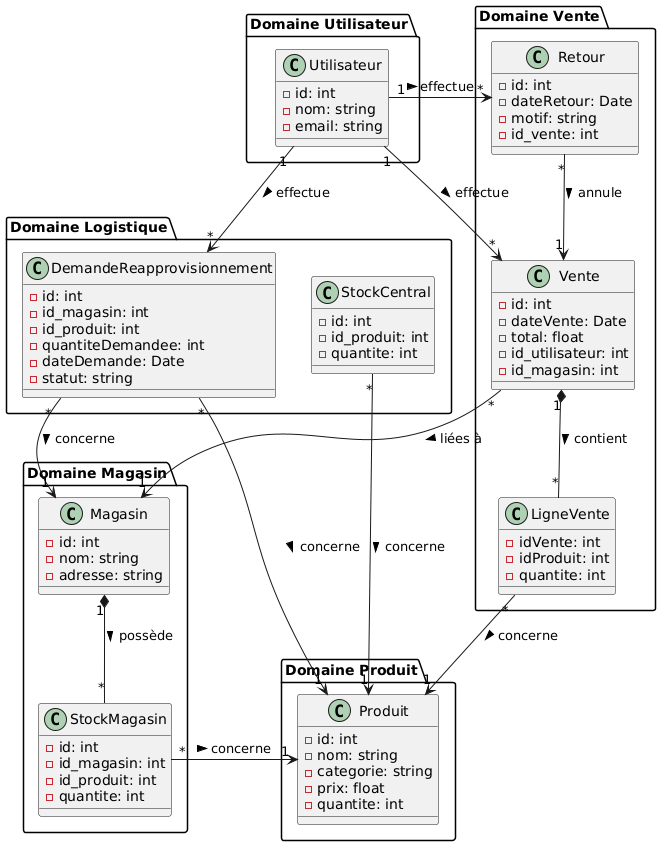 Domaine Utilisateur
C Utilisateur
id: int
nom: string
email: string
Domaine Vente
C Retour
id: int
dateRetour: Date
motif: string
id_vente: int
1 effectue *
1 effectue *
1 effectue *
* annule 1
Domaine Logistique
C DemandeReapprovisionnement
id: int
id_magasin: int
id_produit: int
quantiteDemandee: int
dateDemande: Date
statut: string
C StockCentral
id: int
id_produit: int
quantite: int
C Vente
id: int
dateVente: Date
total: float
id_utilisateur: int
id_magasin: int
* concerne 1
* concerne 1
* concerne 1
* liées à 1
1 contient *
Domaine Magasin
C Magasin
id: int
nom: string
adresse: string
C LigneVente
idVente: int
idProduit: int
quantite: int
1 possède *
* concerne 1
C StockMagasin
id: int
id_magasin: int
id_produit: int
quantite: int
* concerne 1
Domaine Produit
C Produit
id: int
nom: string
categorie: string
prix: float
quantite: int